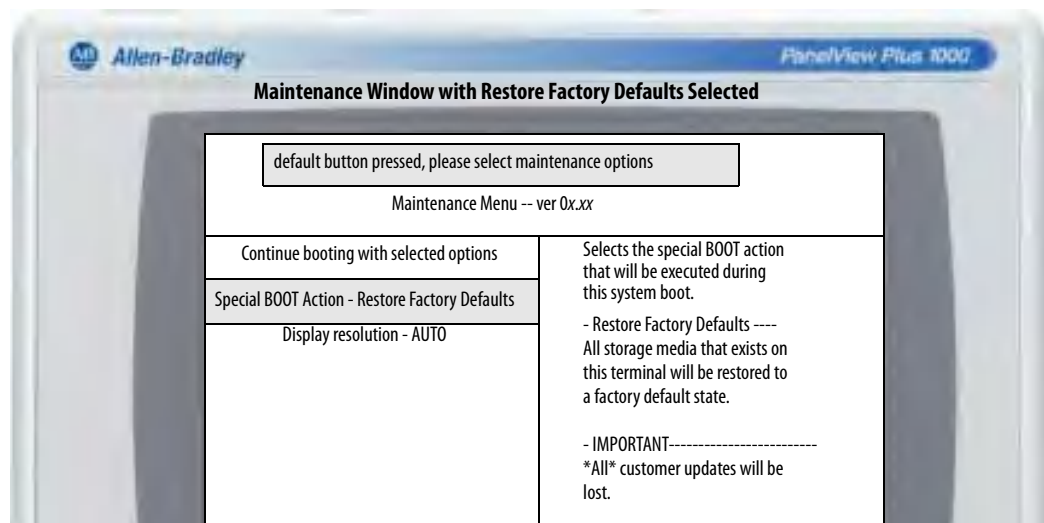 Allen-Bradley
PanelView Plus 1000
Maintenance Window with Restore Factory Defaults Selected
default button pressed, please select maintenance options
Maintenance Menu -- ver 0x.xx
Continue booting with selected options
Special BOOT Action - Restore Factory Defaults
Display resolution - AUTO
Selects the special BOOT action
that will be executed during
this system boot.
- Restore Factory Defaults ----
All storage media that exists on
this terminal will be restored to
a factory default state.
- IMPORTANT-------------------------
*All* customer updates will be
lost.